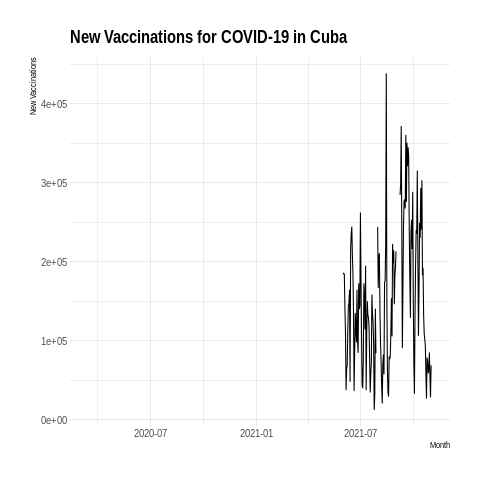 New Vaccinations for COVID-19 in Cuba
New Vaccinations
4e+05
3e+05
2e+05
1e+05
0e+00
2020-07
2021-01
2021-07
Month